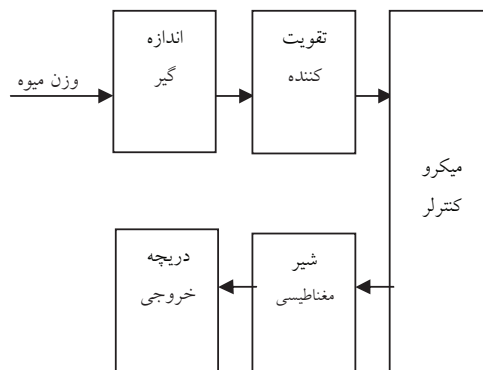 وزن میوه
اندازه
گیر
تقویت
کننده
میکرو
کنترلر
شیر
مغناطیسی
دریچه
خروجی